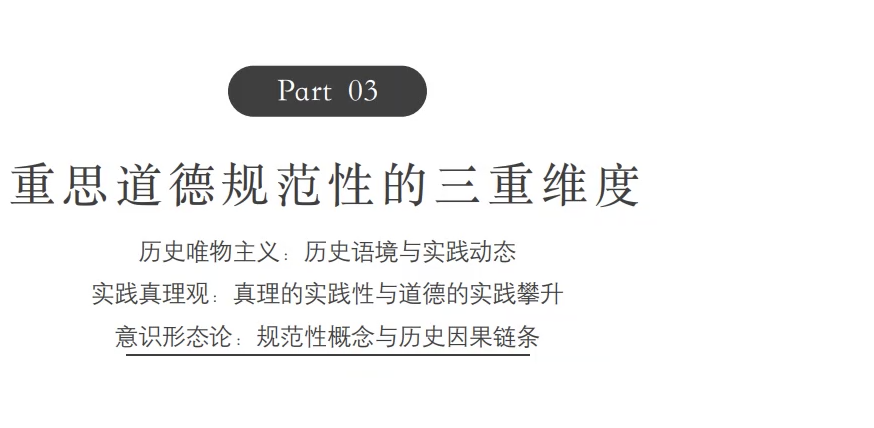 Part 03
重思道德规范性的三重维度
历史唯物主义：历史语境与实践动态
实践真理观：真理的实践性与道德的实践攀升
意识形态论：规范性概念与历史因果链条